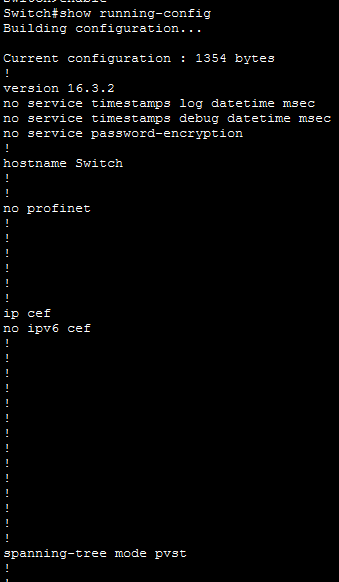 Switch>enable
Switch#show running-config
Building configuration...

Current configuration : 1354 bytes
!
version 16.3.2
no service timestamps log datetime msec
no service timestamps debug datetime msec
no service password-encryption
!
hostname Switch
!
!
no profinet
!
!
!
!
!
!
ip cef
no ipv6 cef
!
!
!
!
!
!
!
!
!
!
!
!
!
!
spanning-tree mode pvst
!
!